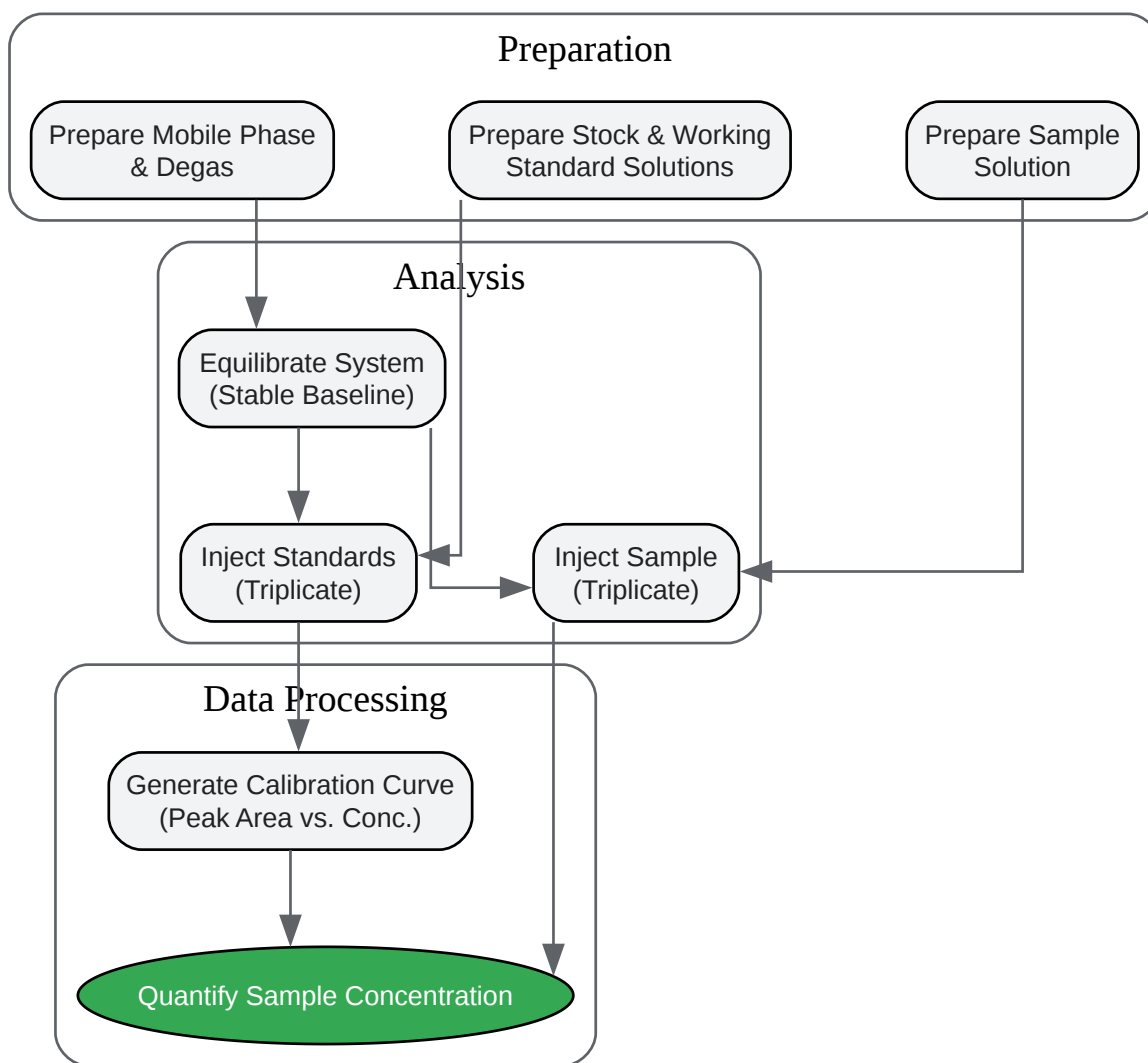 Preparation
Prepare Mobile Phase
& Degas
Prepare Stock & Working
Standard Solutions
Prepare Sample
Solution
Analysis
Equilibrate System
(Stable Baseline)
Inject Standards
(Triplicate)
Inject Sample
(Triplicate)
Data Processing
Generate Calibration Curve
(Peak Area vs. Conc.)
Quantify Sample Concentration